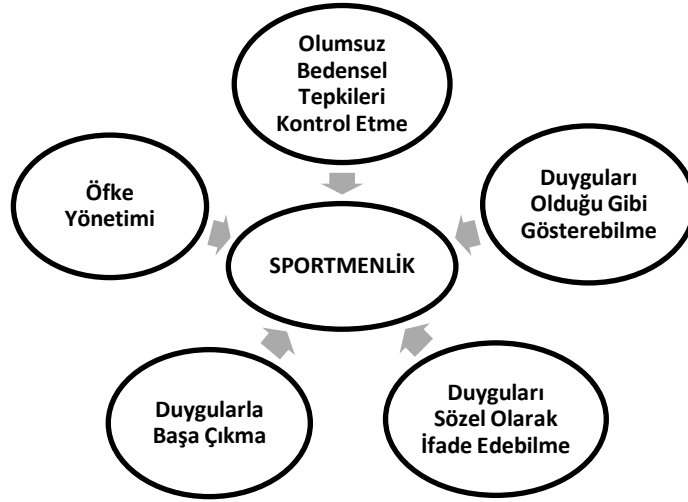 Olumsuz
Bedensel
Tepkileri
Kontrol Etme
Öfke
Yönetimi
Duyguları
Olduğu Gibi
Gösterebilme
SPORTMENLİK
Duygularla
Başa Çıkma
Duyguları
Sözel Olarak
İfade Edebilme